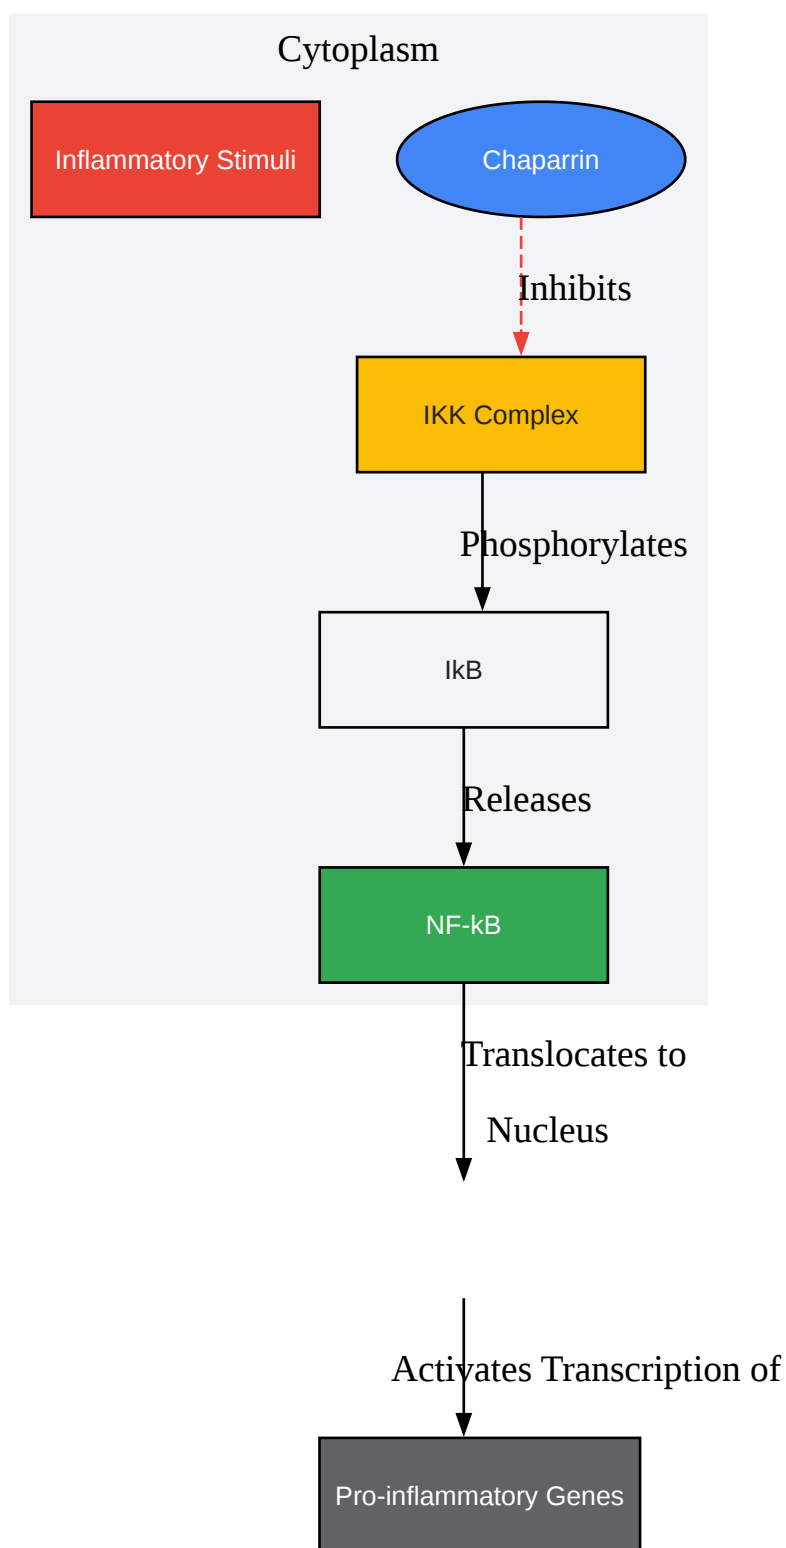 Cytoplasm
Inflammatory Stimuli
Chaparrin
Inhibits
IKK Complex
Phosphorylates
IkB
Releases
NF-kB
Translocates to
Nucleus
Activates Transcription of
Pro-inflammatory Genes